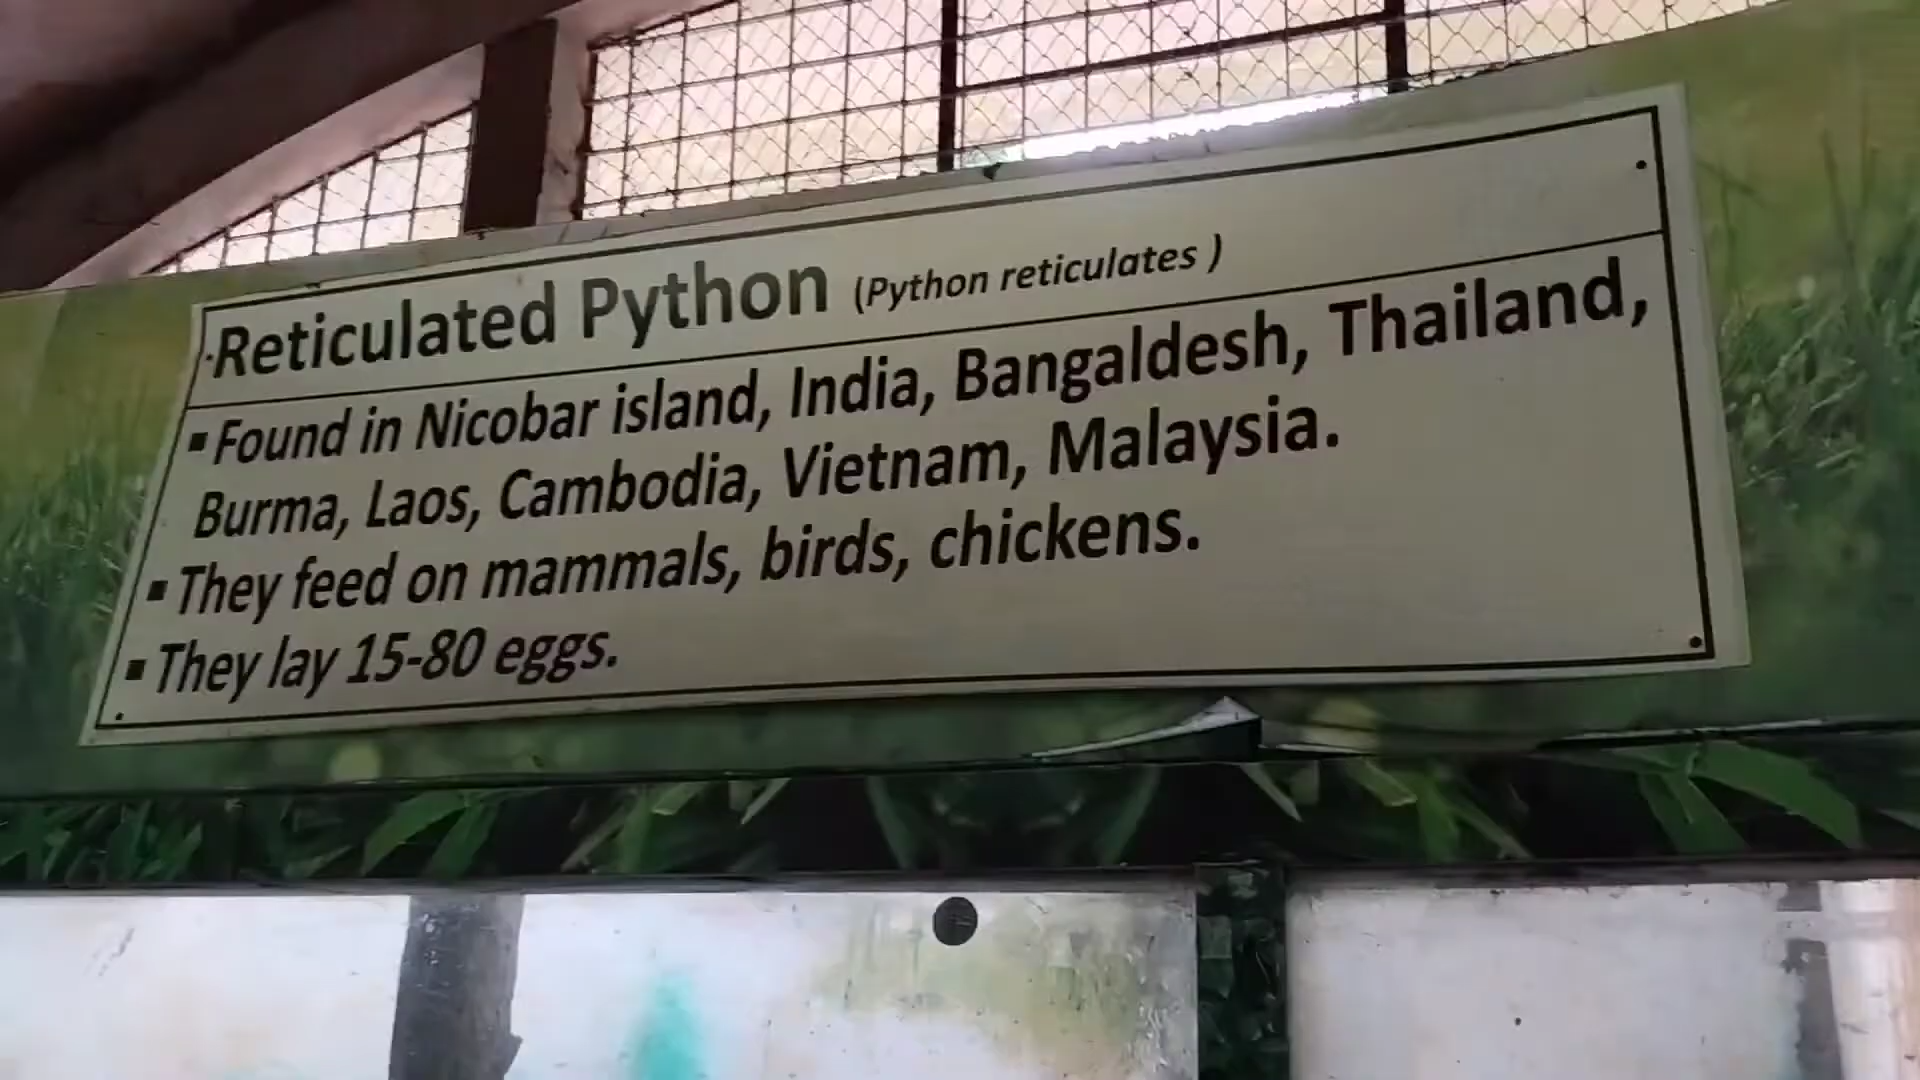 Reticulated Python (Python reticulates )
▪ Found in Nicobar island, India, Bangaldesh, Thailand,
Burma, Laos, Cambodia, Vietnam, Malaysia.
▪ They feed on mammals, birds, chickens.
▪ They lay 15-80 eggs.